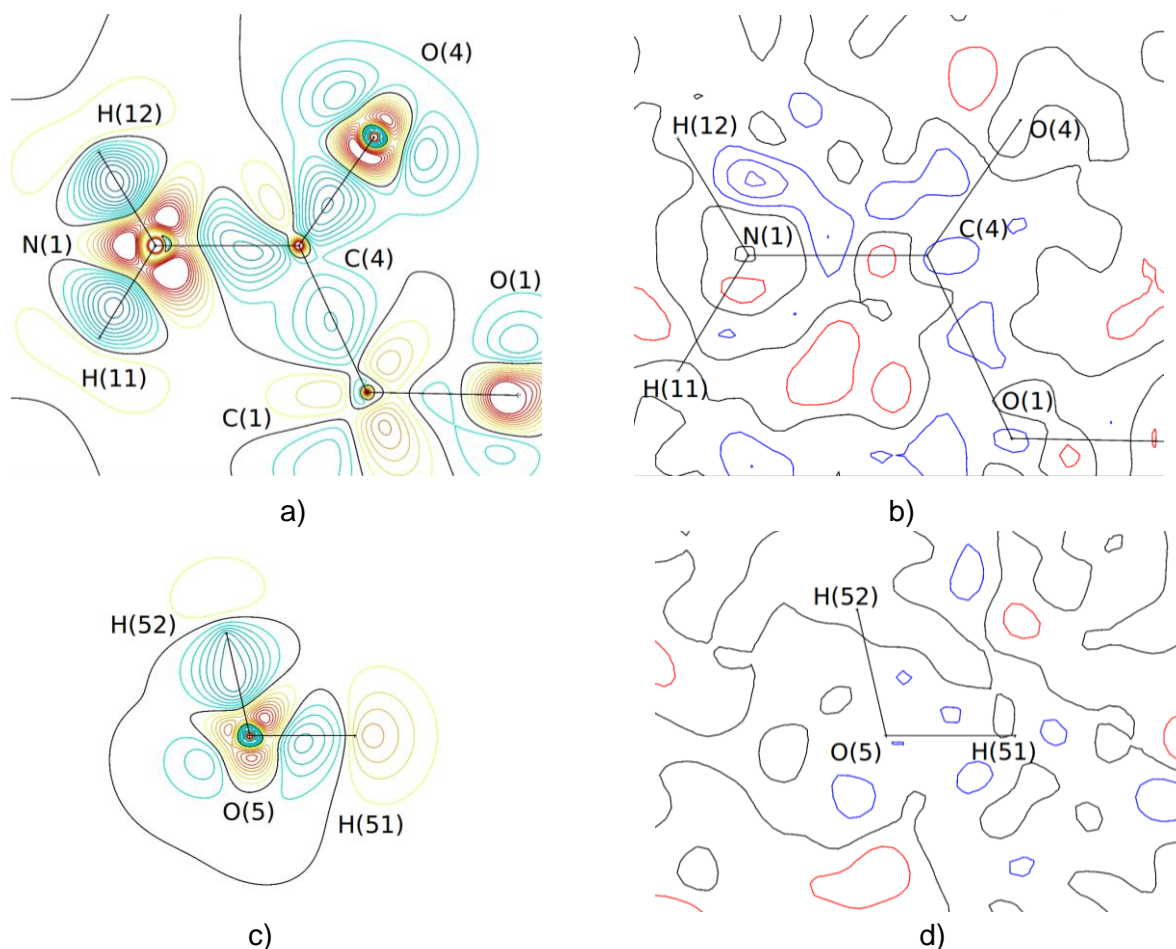 O(4)
H(12)
N(1)
C(4)
O(1)
H(11)
C(1)
a)
H(12)
O(4)
N(1)
C(4)
H(11)
O(1)
b)
H(52)
O(5)
H(51)
c)
H(52)
O(5)
H(51)
d)